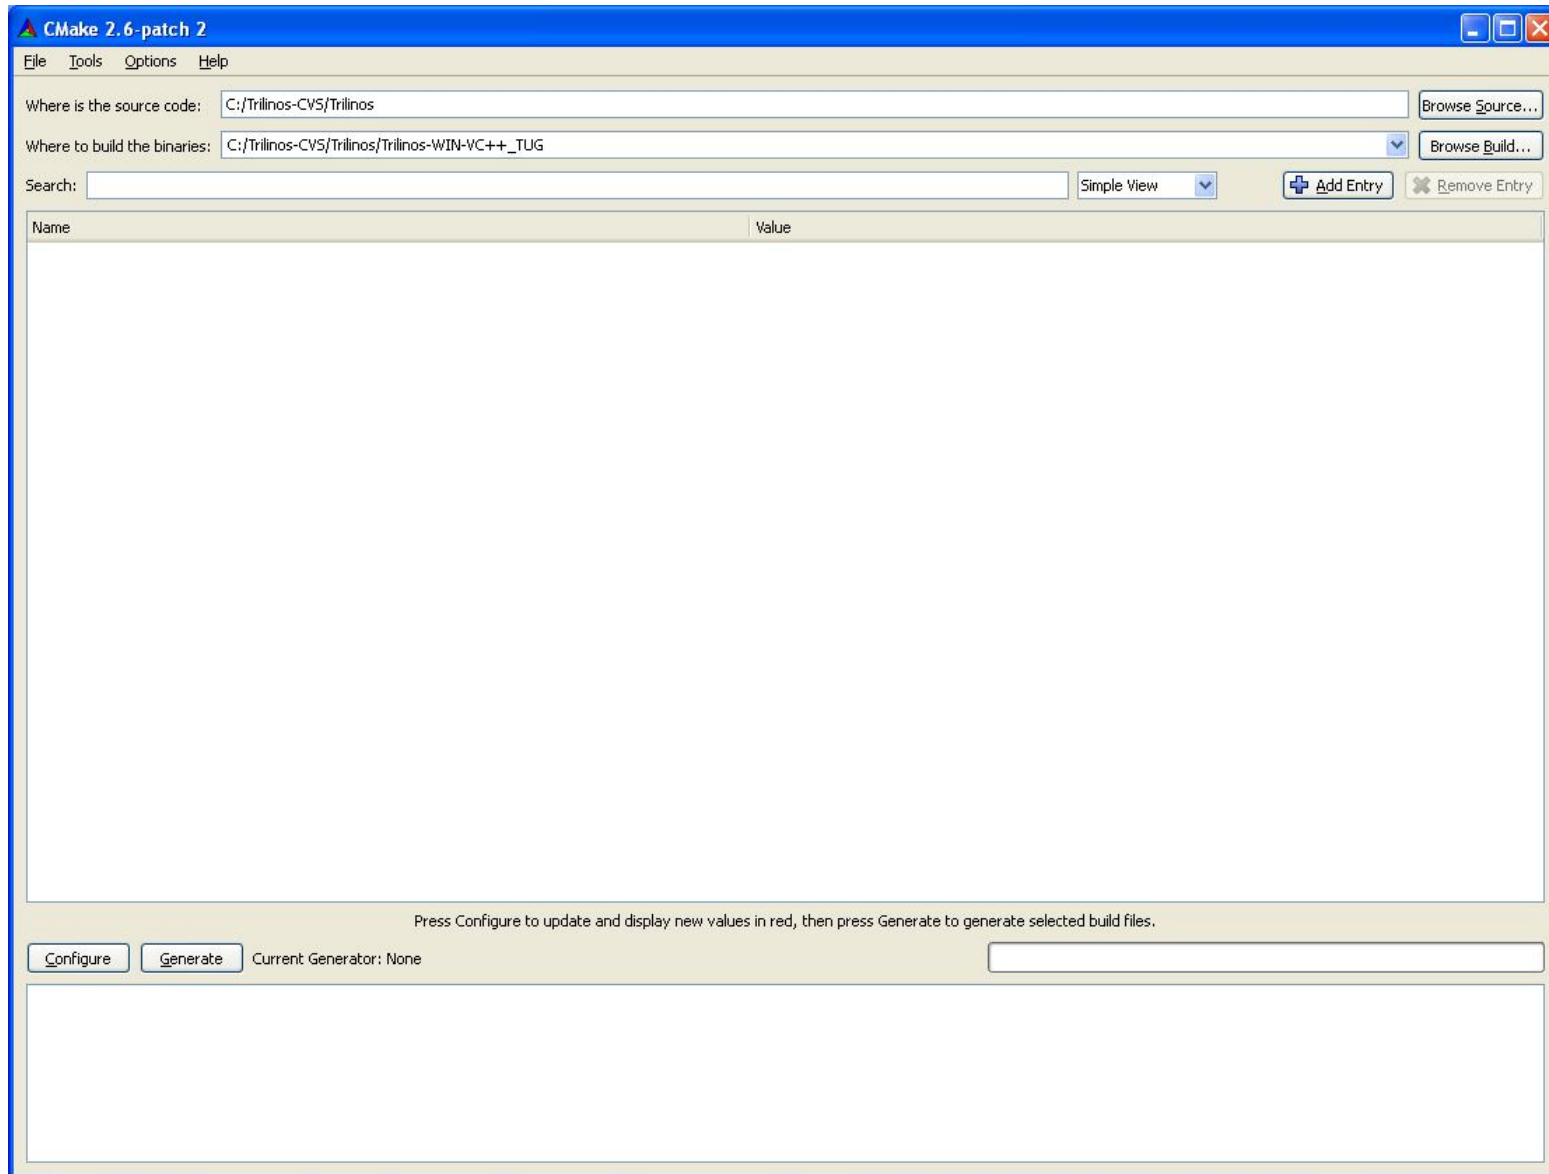 CMake 2.6-patch 2
File Tools Options Help
Where is the source code: C:/Trilinos-CVS/Trilinos Browse Source...
Where to build the binaries: C:/Trilinos-CVS/Trilinos/Trilinos-WIN-VC++_TUG Browse Build...
Search: Simple View Add Entry Remove Entry
Name Value
Press Configure to update and display new values in red, then press Generate to generate selected build files.
Configure Generate Current Generator: None